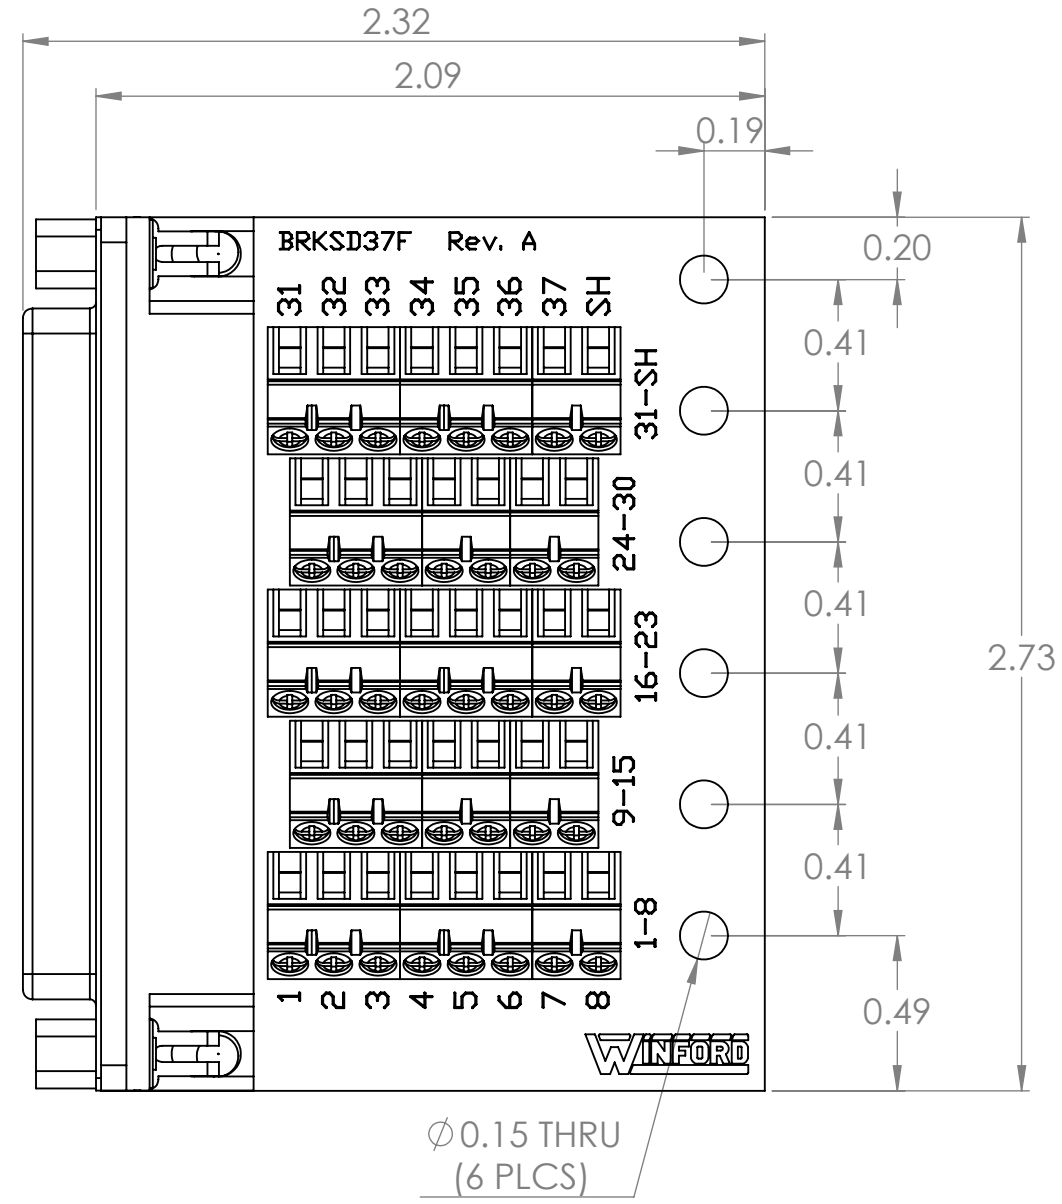 2.32
2.09
0.19
BRKSD37F Rev. A
0.20
31 32 33 34 35 36 37 SH
0.41
31-SH
0.41
24-30
0.41
16-23
2.73
0.41
9-15
0.41
1-8
1 2 3 4 5 6 7 8
0.49
WINFORD
∅0.15 THRU
(6 PLCS)